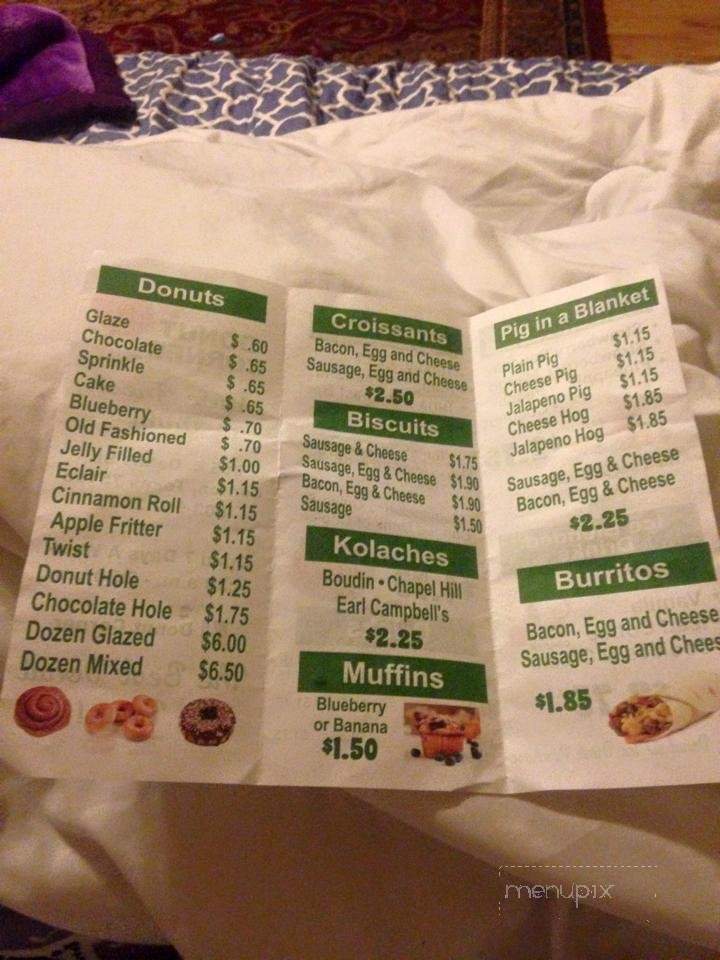 Donuts
Glaze $ .60
Chocolate $ .65
Sprinkle $ .65
Cake $ .65
Blueberry $ .70
Old Fashioned $ .70
Jelly Filled $1.00
Eclair $1.15
Cinnamon Roll $1.15
Apple Fritter $1.15
Twist $1.15
Donut Hole $1.25
Chocolate Hole $1.75
Dozen Glazed $6.00
Dozen Mixed $6.50
Croissants
Bacon, Egg and Cheese
Sausage, Egg and Cheese
$2.50
Biscuits
Sausage & Cheese $1.75
Sausage, Egg & Cheese $1.90
Bacon, Egg & Cheese $1.90
Sausage $1.50
Kolaches
Boudin • Chapel Hill
Earl Campbell's
$2.25
Muffins
Blueberry
or Banana
$1.50
Pig in a Blanket
Plain Pig $1.15
Cheese Pig $1.15
Jalapeno Pig $1.15
Cheese Hog $1.85
Jalapeno Hog $1.85
Sausage, Egg & Cheese
Bacon, Egg & Cheese
$2.25
Burritos
Bacon, Egg and Cheese
Sausage, Egg and Chees
$1.85
menupix